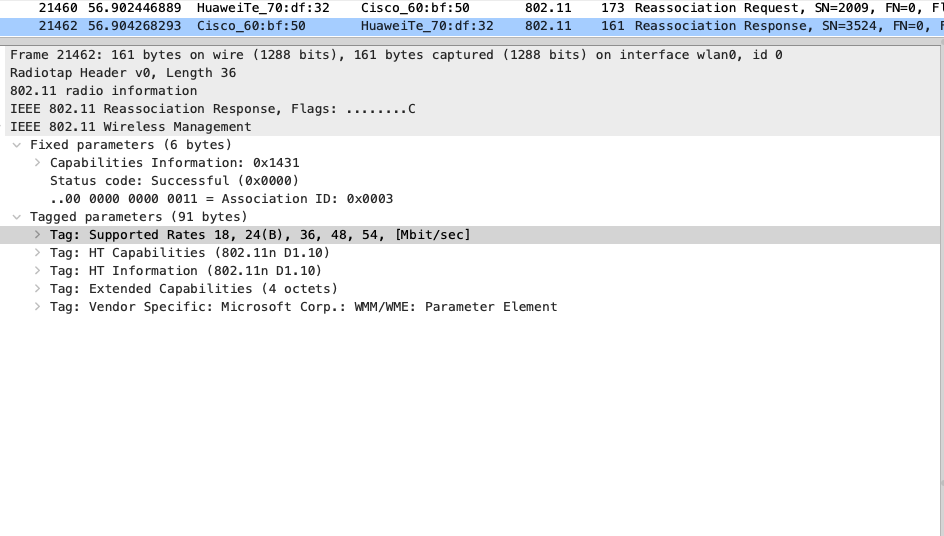 21460 56.902446889 HuaweiTe_70:df:32 Cisco_60:bf:50 802.11 173 Reassociation Request, SN=2009, FN=0, Fl
21462 56.904268293 Cisco_60:bf:50 HuaweiTe_70:df:32 802.11 161 Reassociation Response, SN=3524, FN=0, F
Frame 21462: 161 bytes on wire (1288 bits), 161 bytes captured (1288 bits) on interface wlan0, id 0
Radiotap Header v0, Length 36
802.11 radio information
IEEE 802.11 Reassociation Response, Flags: ........C
IEEE 802.11 Wireless Management
Fixed parameters (6 bytes)
Capabilities Information: 0x1431
Status code: Successful (0x0000)
..00 0000 0000 0011 = Association ID: 0x0003
Tagged parameters (91 bytes)
Tag: Supported Rates 18, 24(B), 36, 48, 54, [Mbit/sec]
Tag: HT Capabilities (802.11n D1.10)
Tag: HT Information (802.11n D1.10)
Tag: Extended Capabilities (4 octets)
Tag: Vendor Specific: Microsoft Corp.: WMM/WME: Parameter Element